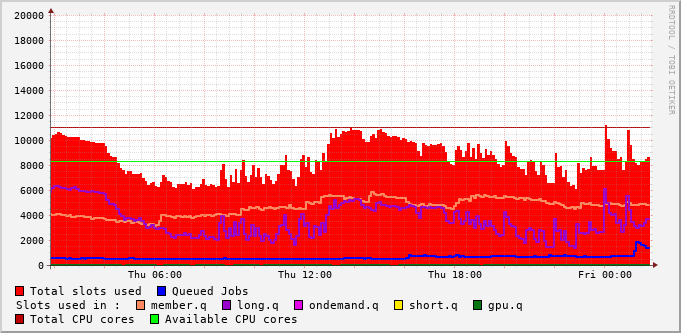 20000
18000
16000
14000
12000
10000
8000
6000
4000
2000
0
Thu 06:00 Thu 12:00 Thu 18:00 Fri 00:00
RRDTOOL / TOBI OETIKER
Total slots used Queued Jobs
Slots used in : member.q long.q ondemand.q short.q gpu.q
Total CPU cores Available CPU cores